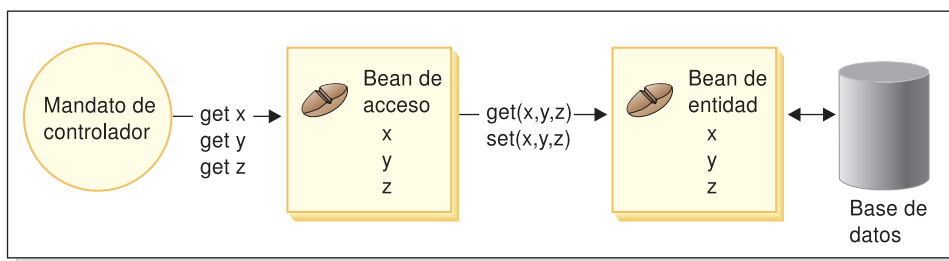 Mandato de
controlador
get x
get y
get z
Bean de
acceso
x
y
z
get(x,y,z)
set(x,y,z)
Bean de
entidad
x
y
z
Base de
datos